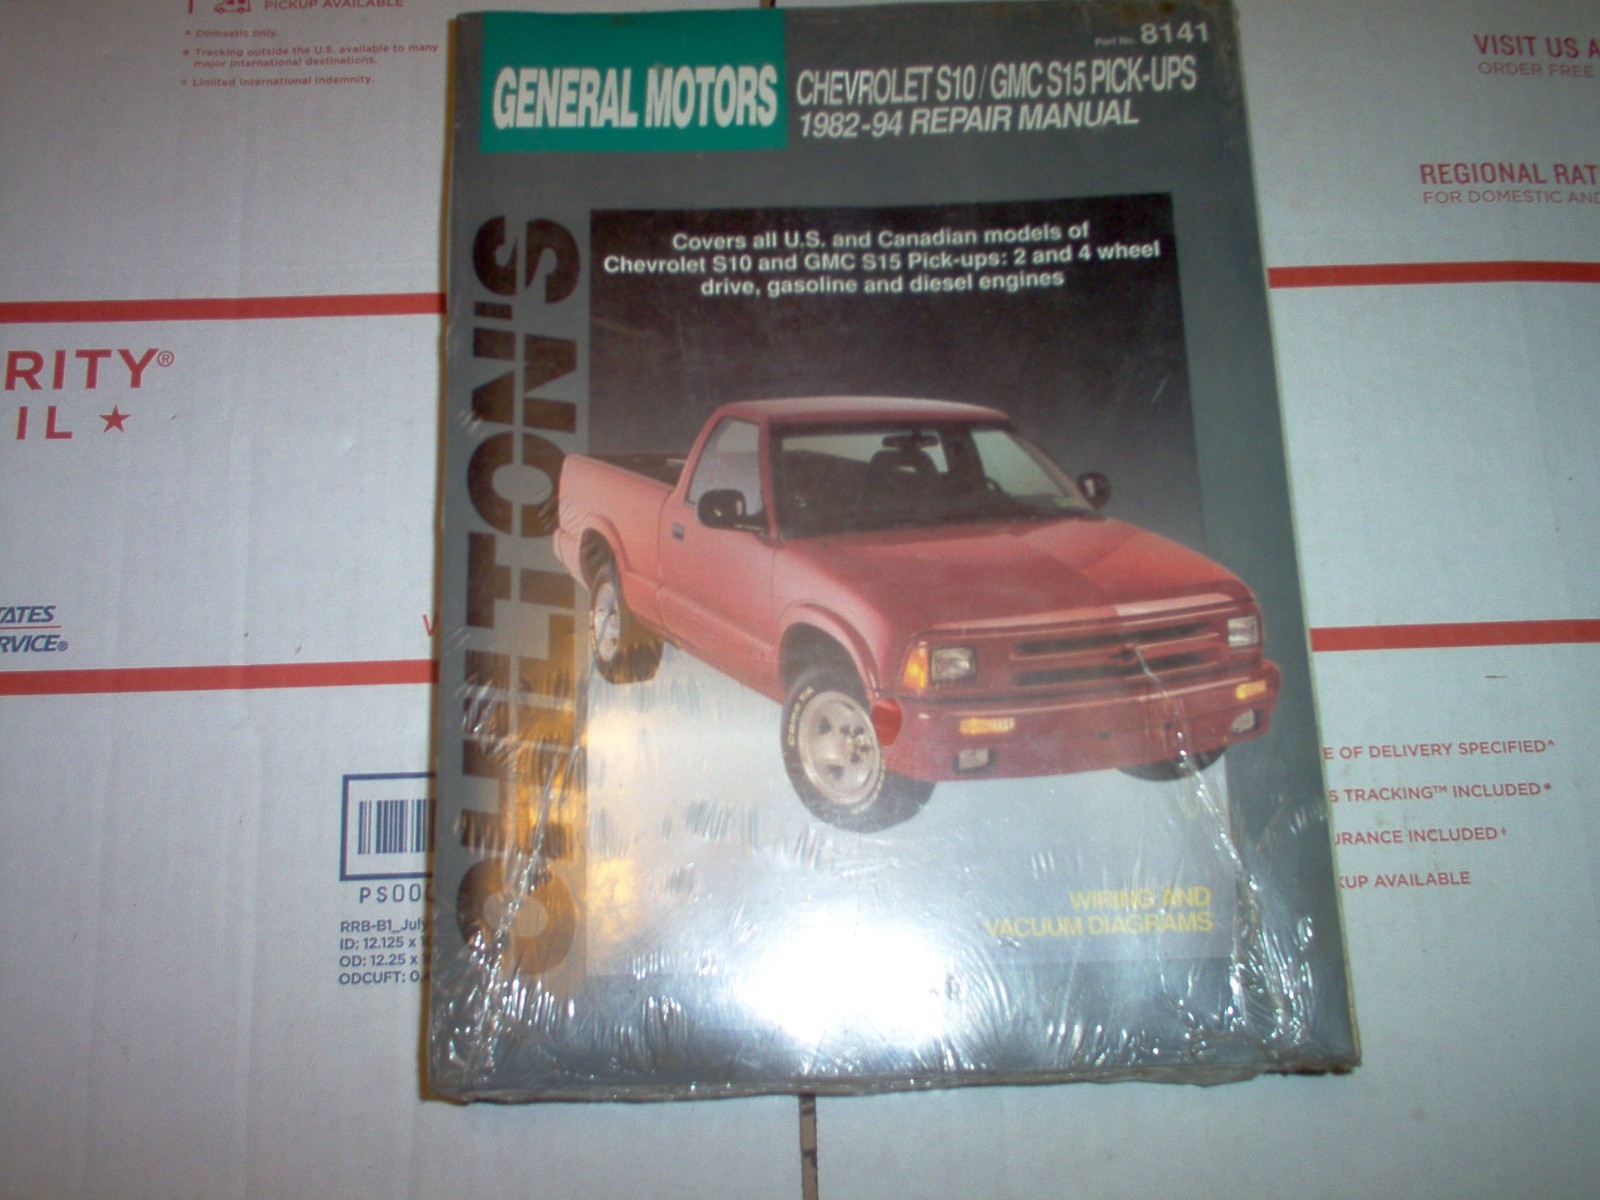 PICKUP AVAILABLE
^ Domestic only.
* Tracking outside the U.S. available to many
major international destinations.
+ Limited international indemnity.
VISIT US A
ORDER FREE
REGIONAL RAT
FOR DOMESTIC AND
Part No. 8141
GENERAL MOTORS
CHEVROLET S10 / GMC S15 PICK-UPS
1982-94 REPAIR MANUAL
Covers all U.S. and Canadian models of
Chevrolet S10 and GMC S15 Pick-ups: 2 and 4 wheel
drive, gasoline and diesel engines
CHILTON'S
WIRING AND
VACUUM DIAGRAMS
RITY®
IL ★
TATES
RVICE®
V
PS000
RRB-B1_July
ID: 12.125 x 10
OD: 12.25 x
ODCUFT: 0.4
E OF DELIVERY SPECIFIED^
S TRACKING™ INCLUDED*
URANCE INCLUDED+
KUP AVAILABLE